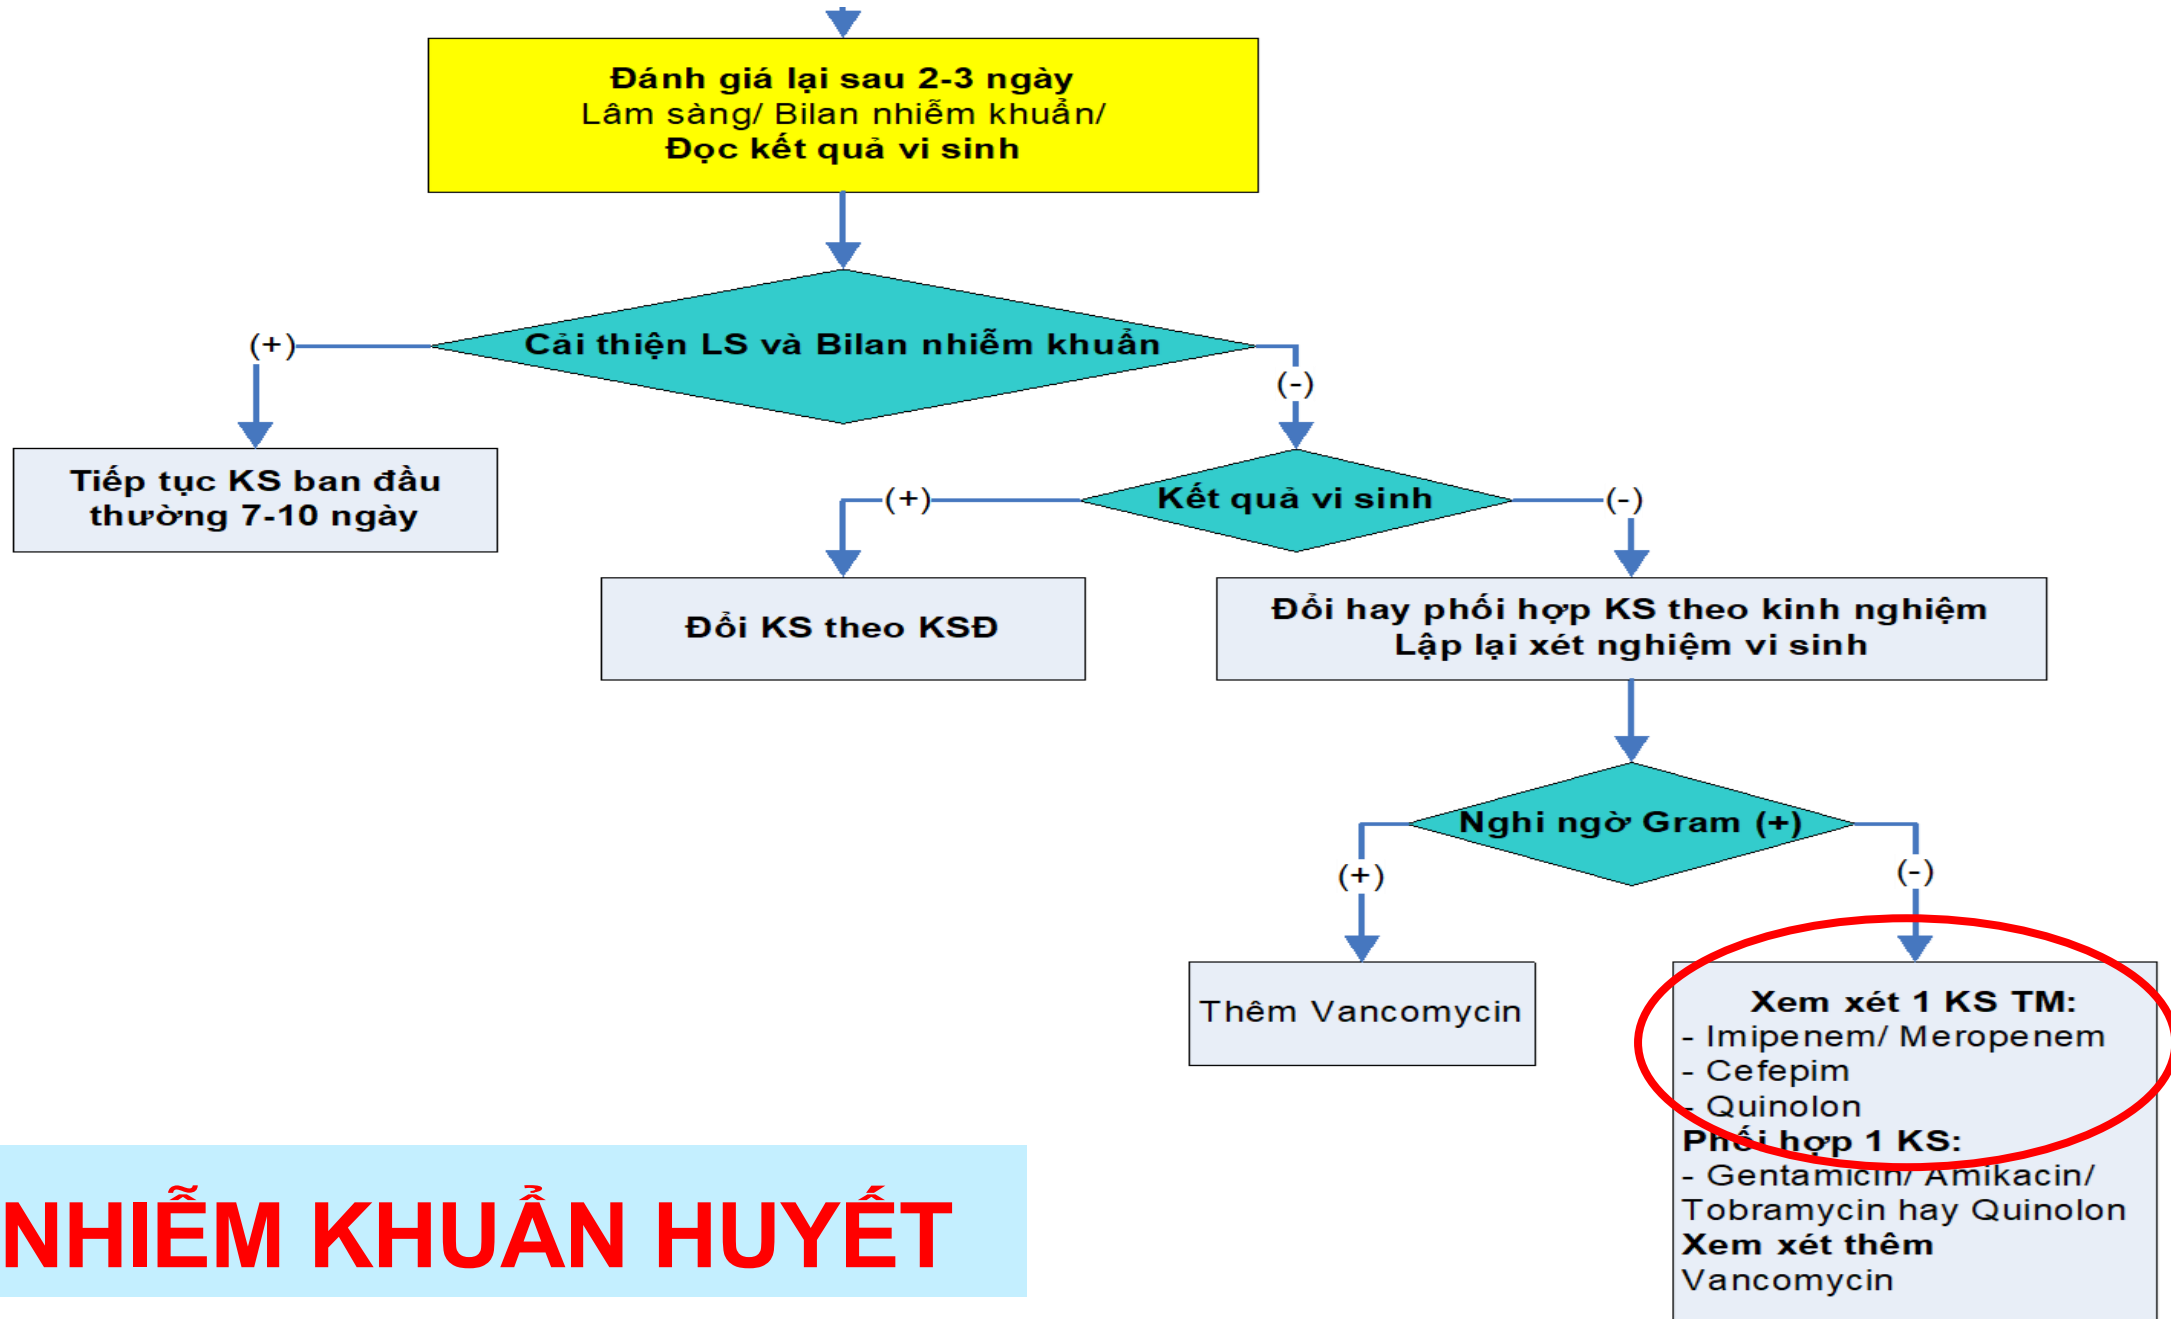 Đánh giá lại sau 2-3 ngày
Lâm sàng/ Bilan nhiễm khuẩn/
Đọc kết quả vi sinh
Cải thiện LS và Bilan nhiễm khuẩn
(+)
(-)
Tiếp tục KS ban đầu
thường 7-10 ngày
Kết quả vi sinh
(+)
(-)
Đổi KS theo KSĐ
Đổi hay phối hợp KS theo kinh nghiệm
Lập lại xét nghiệm vi sinh
Nghi ngờ Gram (+)
(+)
(-)
Thêm Vancomycin
Xem xét 1 KS TM:
- Imipenem/ Meropenem
- Cefepim
- Quinolon
Phối hợp 1 KS:
- Gentamicin/ Amikacin/
Tobramycin hay Quinolon
Xem xét thêm
Vancomycin
NHIỄM KHUẨN HUYẾT